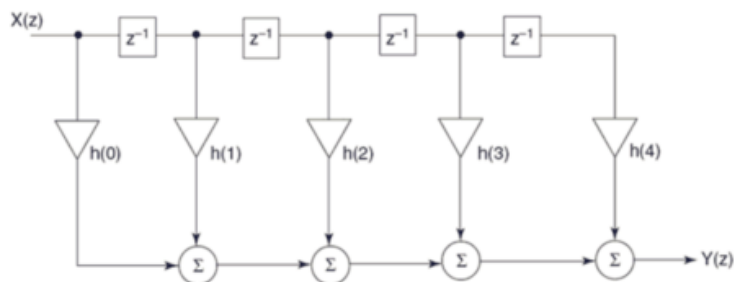 X(z)
z⁻¹ z⁻¹ z⁻¹ z⁻¹
h(0) h(1) h(2) h(3) h(4)
Σ Σ Σ Σ Y(z)